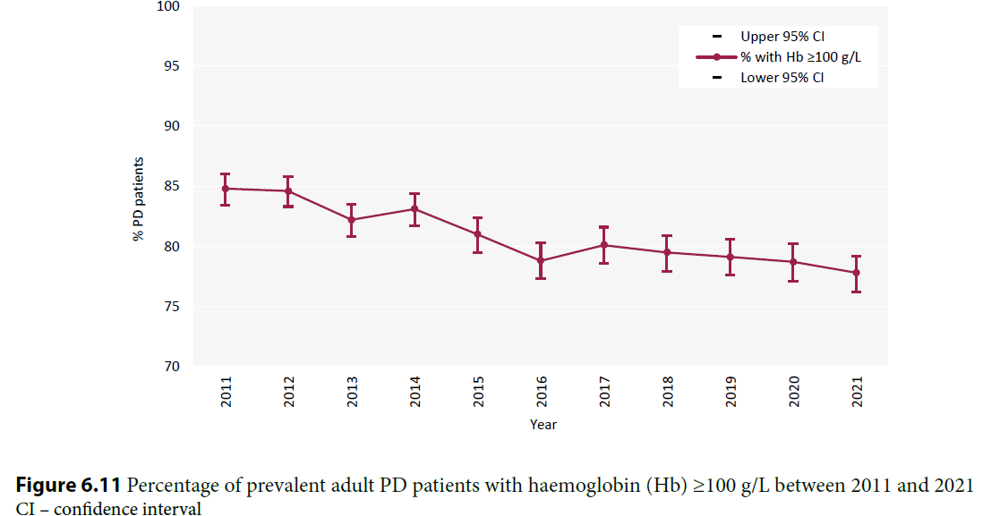 100
95
90
85
80
75
70
% PD patients
Upper 95% CI
% with Hb ≥100 g/L
Lower 95% CI
2011
2012
2013
2014
2015
2016
2017
2018
2019
2020
2021
Year
Figure 6.11 Percentage of prevalent adult PD patients with haemoglobin (Hb) ≥100 g/L between 2011 and 2021
CI – confidence interval